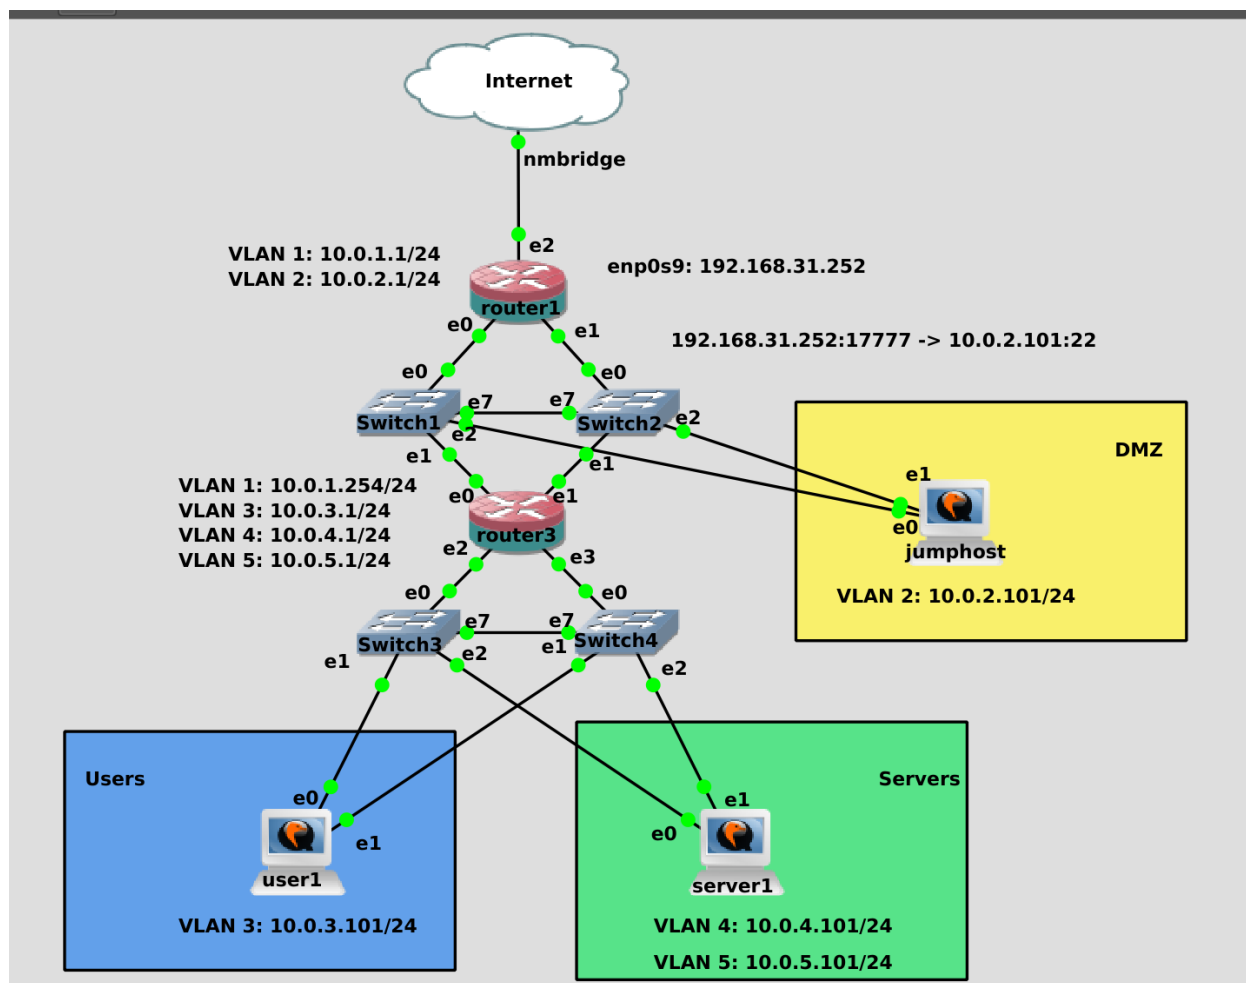 Internet
nmbridge
e2
VLAN 1: 10.0.1.1/24
VLAN 2: 10.0.2.1/24
enp0s9: 192.168.31.252
router1
e0
e1
192.168.31.252:17777 -> 10.0.2.101:22
e0
e0
e7
e7
Switch1
Switch2
e2
e2
e1
e1
DMZ
e1
e0
jumphost
VLAN 2: 10.0.2.101/24
VLAN 1: 10.0.1.254/24
VLAN 3: 10.0.3.1/24
VLAN 4: 10.0.4.1/24
VLAN 5: 10.0.5.1/24
e0
e1
router3
e2
e3
e0
e0
e7
e7
Switch3
Switch4
e1
e2
e1
e2
Users
e0
e1
user1
VLAN 3: 10.0.3.101/24
Servers
e1
e0
server1
VLAN 4: 10.0.4.101/24
VLAN 5: 10.0.5.101/24